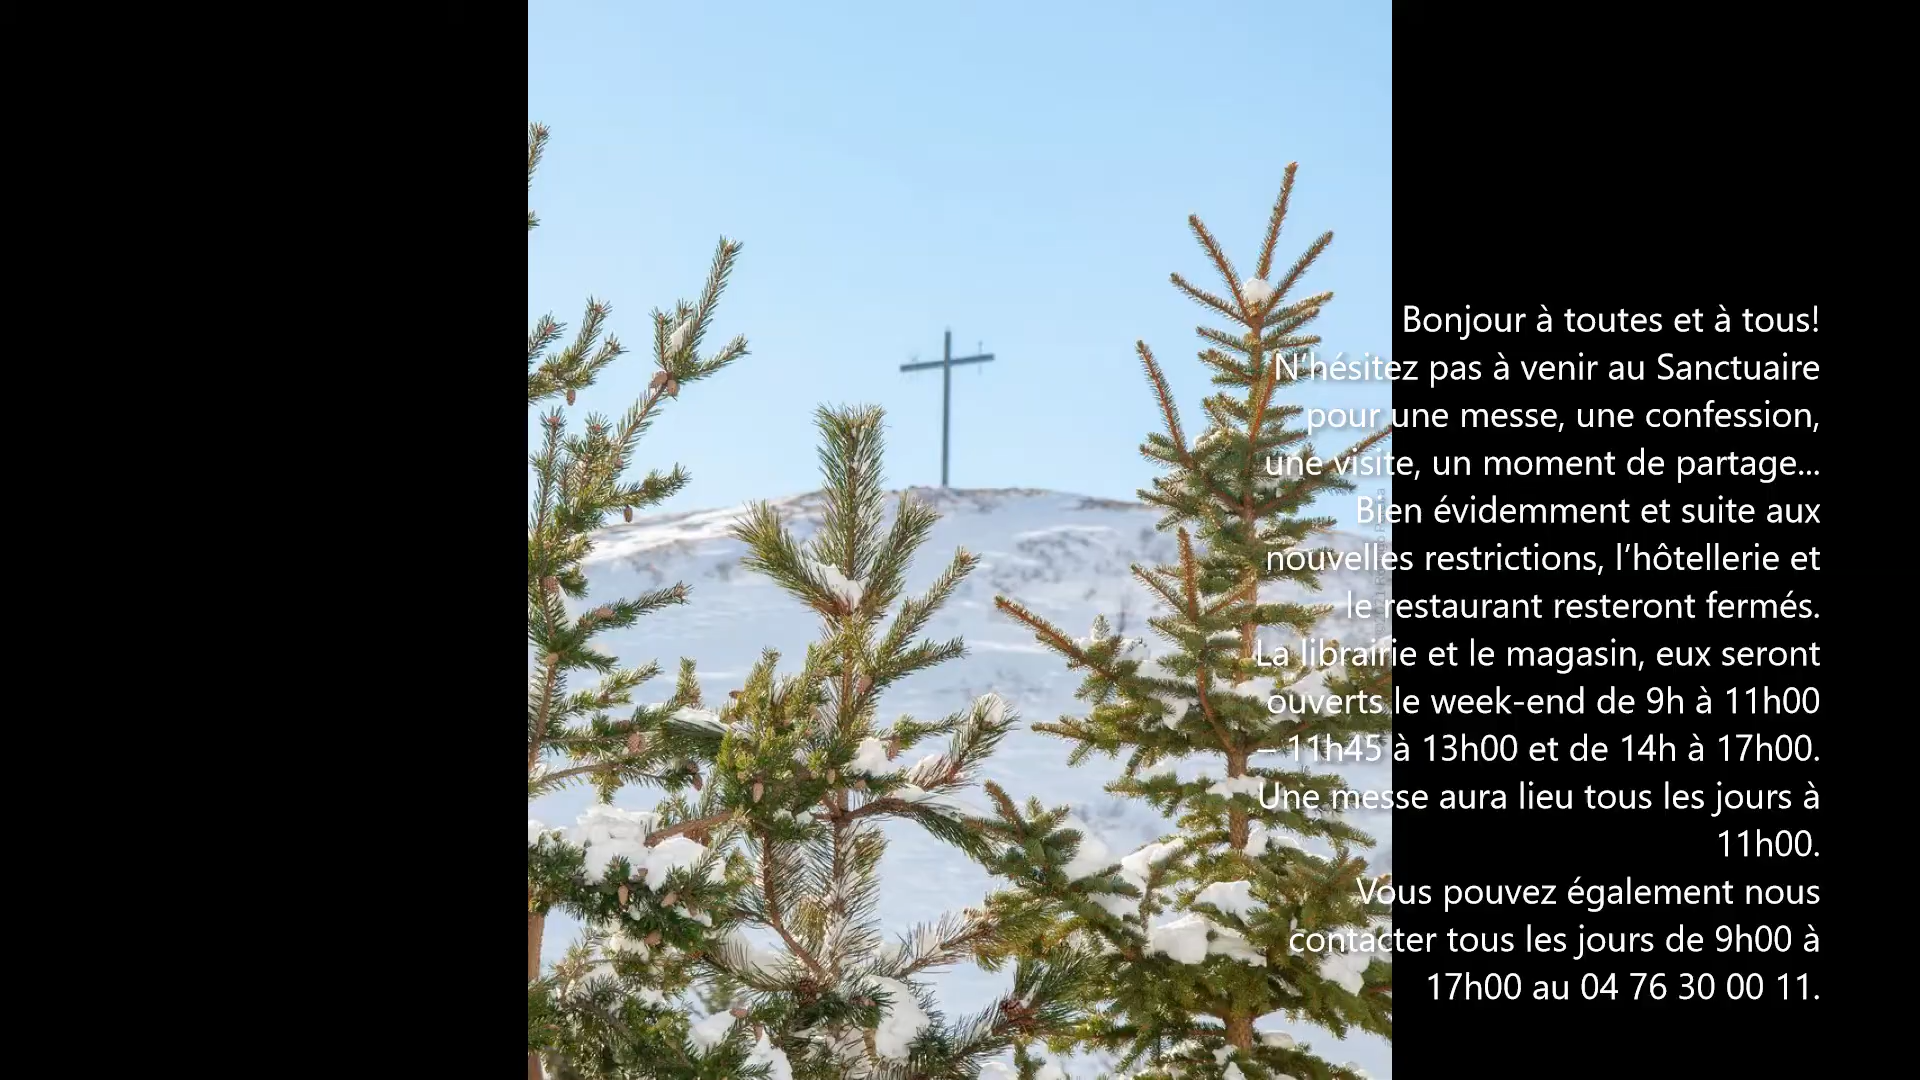 Bonjour à toutes et à tous!
N'hésitez pas à venir au Sanctuaire
pour une messe, une confession,
une visite, un moment de partage...
Bien évidemment et suite aux
nouvelles restrictions, l'hôtellerie et
le restaurant resteront fermés.
La librairie et le magasin, eux seront
ouverts le week-end de 9h à 11h00
– 11h45 à 13h00 et de 14h à 17h00.
Une messe aura lieu tous les jours à
11h00.
Vous pouvez également nous
contacter tous les jours de 9h00 à
17h00 au 04 76 30 00 11.